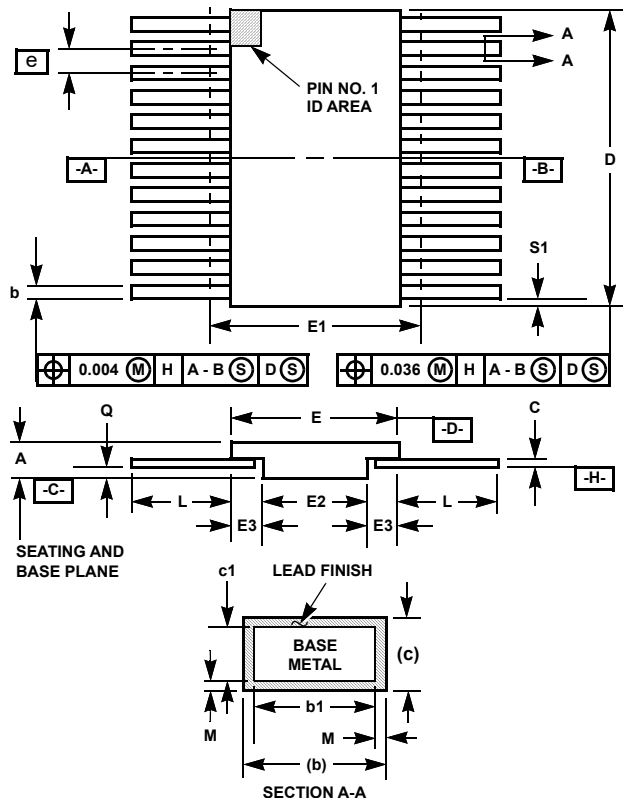 e
A
A
PIN NO. 1
ID AREA
-A-
-B-
D
S1
b
E1
0.004 Ⓜ H A - B Ⓢ D Ⓢ
0.036 Ⓜ H A - B Ⓢ D Ⓢ
Q
E
-D-
C
A
-C-
-H-
L
E2
L
E3
E3
SEATING AND
BASE PLANE
c1
LEAD FINISH
BASE
METAL
(c)
b1
M
M
(b)
SECTION A-A